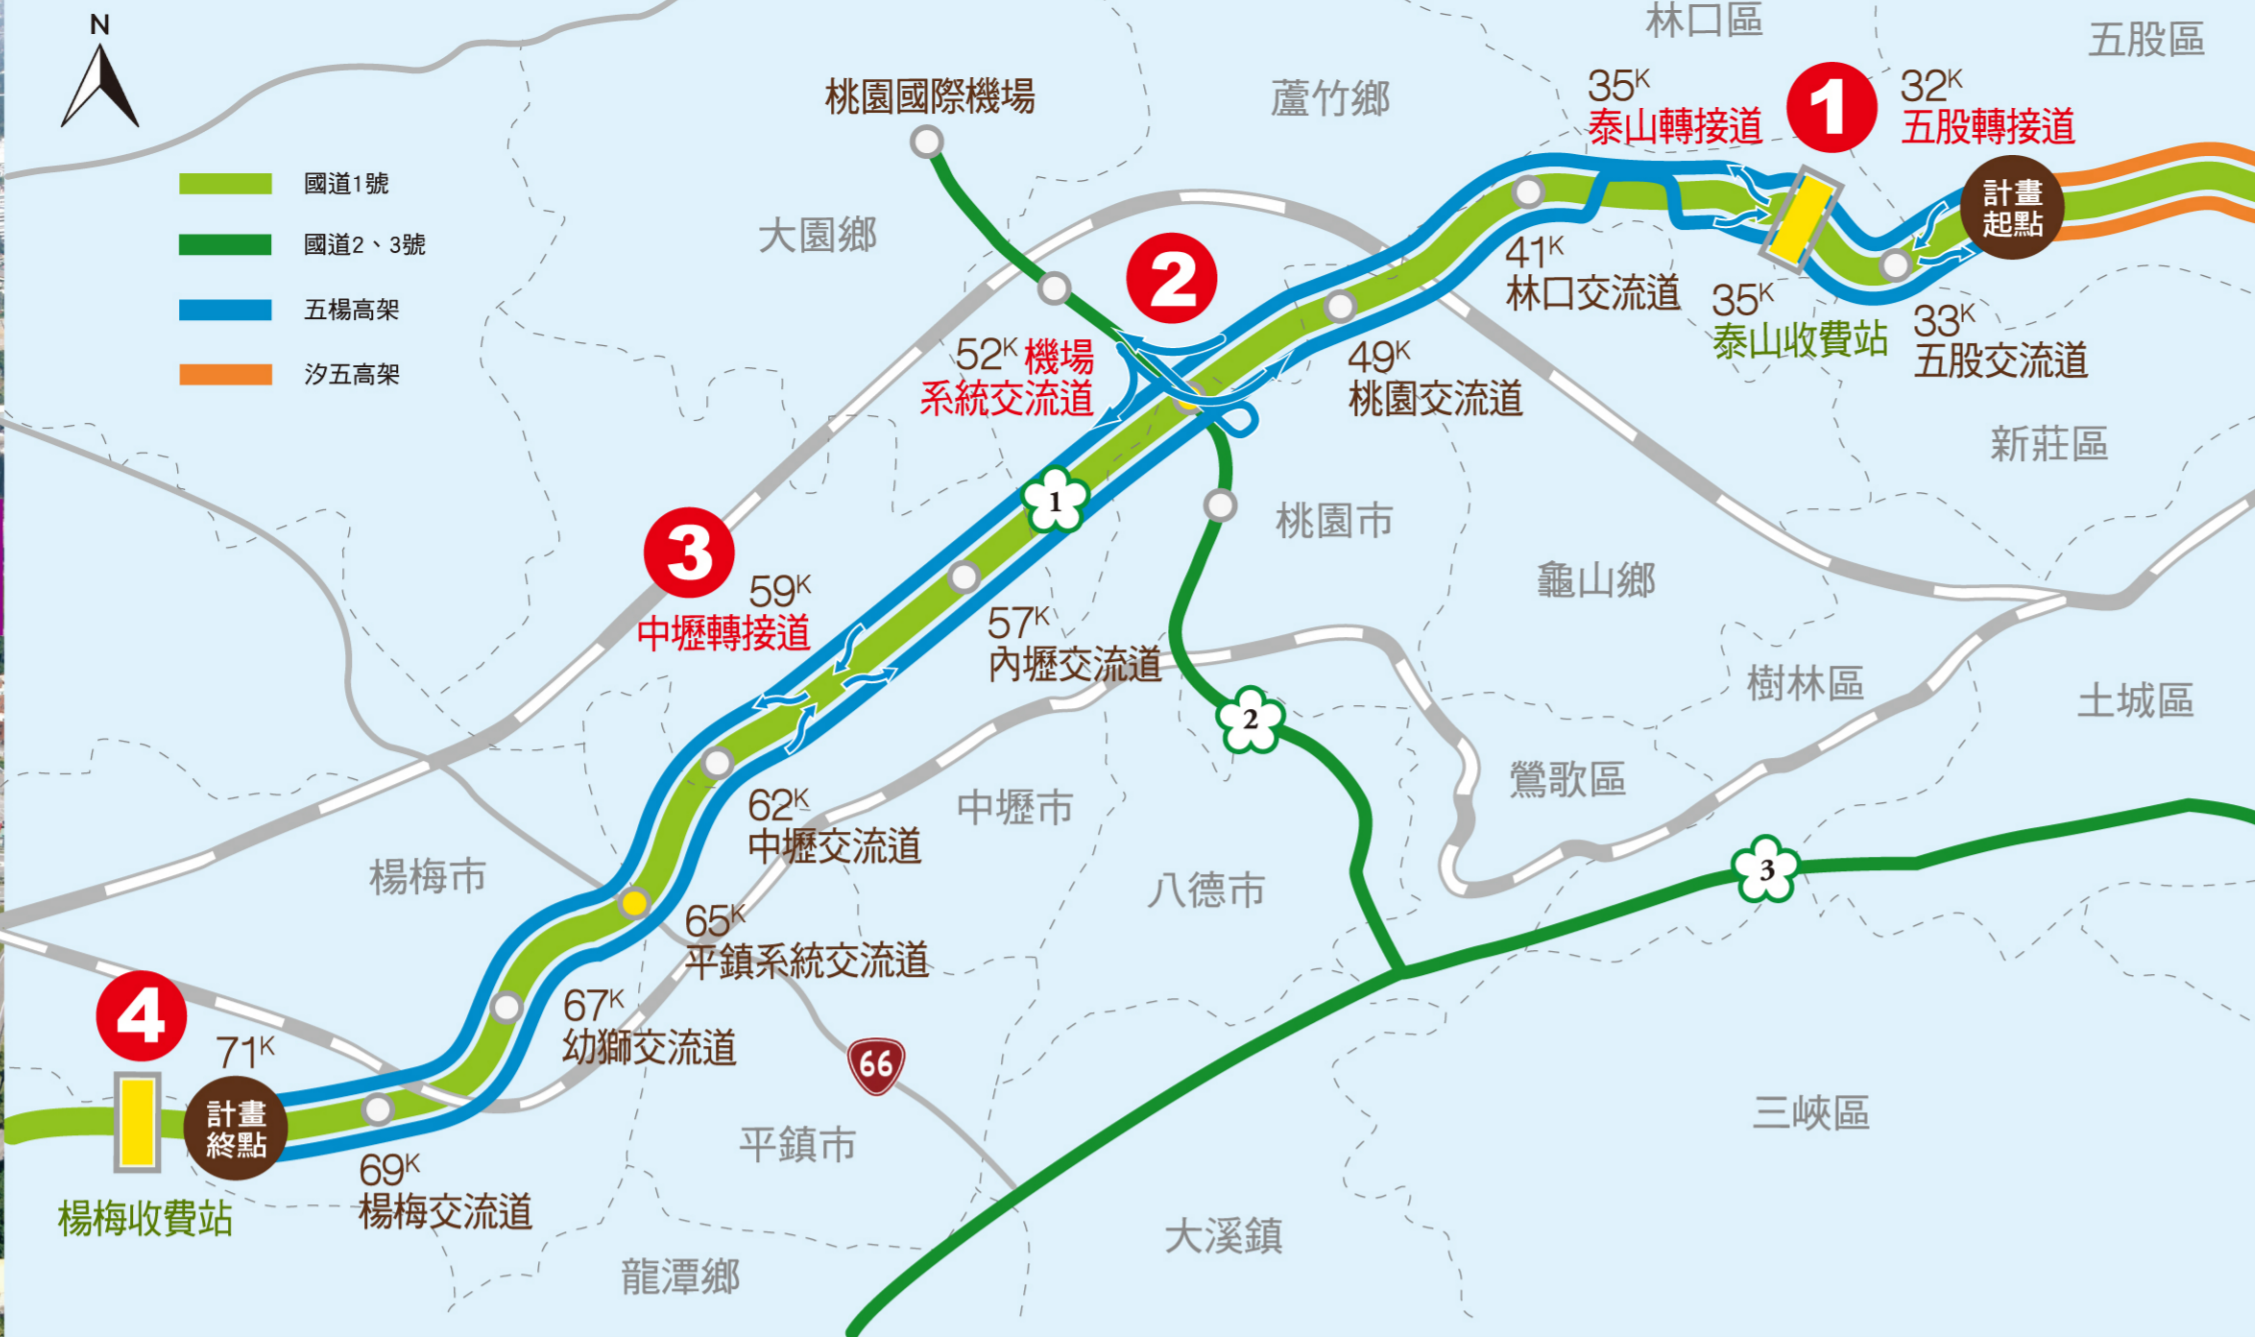 N
國道1號
國道2、3號
五楊高架
汐五高架
林口區
五股區
桃園國際機場
蘆竹鄉
35K
泰山轉接道
1
32K
五股轉接道
計畫
起點
大園鄉
2
41K
林口交流道
35K
泰山收費站
33K
五股交流道
52K 機場
系統交流道
49K
桃園交流道
新莊區
1
桃園市
3
59K
中壢轉接道
57K
內壢交流道
龜山鄉
樹林區
土城區
2
62K
中壢交流道
中壢市
鶯歌區
楊梅市
八德市
3
65K
平鎮系統交流道
4
71K
67K
幼獅交流道
66
計畫
終點
平鎮市
三峽區
69K
楊梅交流道
楊梅收費站
大溪鎮
龍潭鄉